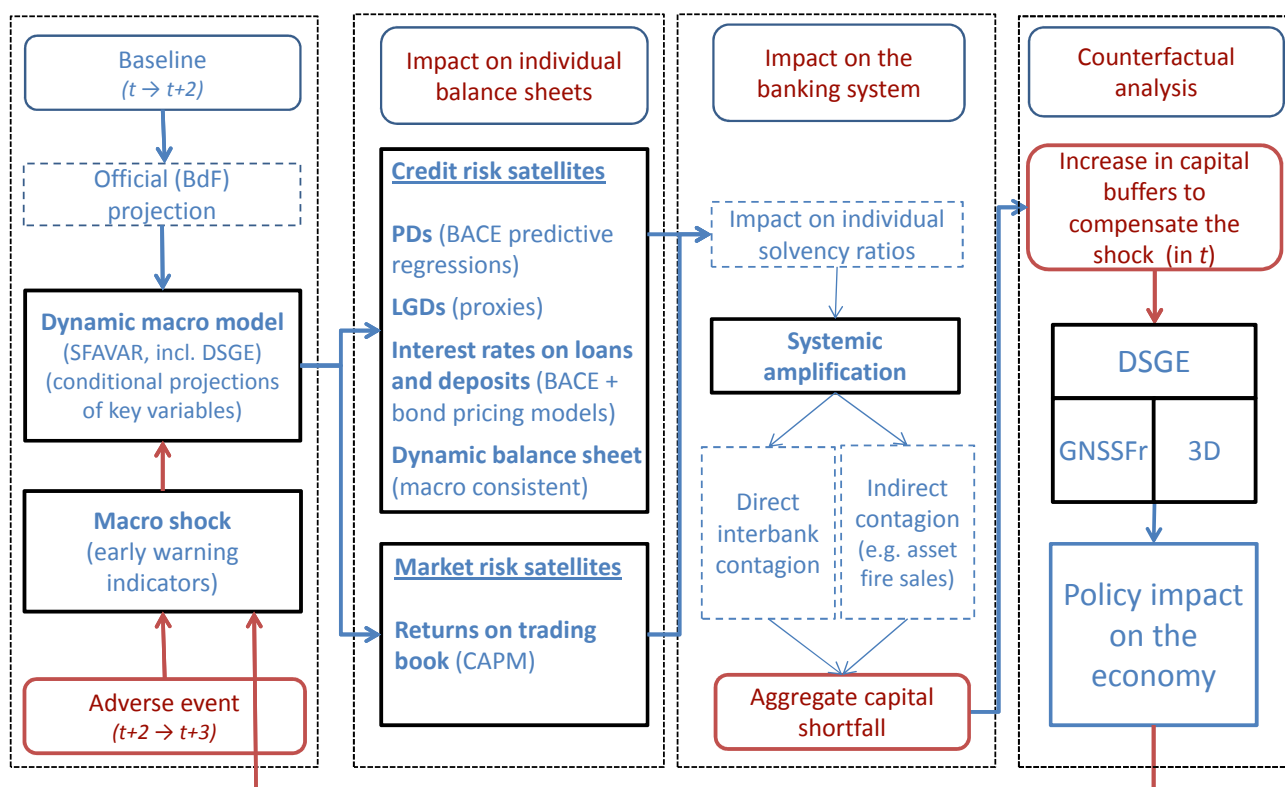 Baseline
(t → t+2)
Official (BdF)
projection
Dynamic macro model
(SFAVAR, incl. DSGE)
(conditional projections
of key variables)
Macro shock
(early warning
indicators)
Adverse event
(t+2 → t+3)
Impact on individual
balance sheets
Credit risk satellites
PDs (BACE predictive
regressions)
LGDs (proxies)
Interest rates on loans
and deposits (BACE +
bond pricing models)
Dynamic balance sheet
(macro consistent)
Market risk satellites
Returns on trading
book (CAPM)
Impact on the
banking system
Impact on individual
solvency ratios
Systemic
amplification
Direct
interbank
contagion
Indirect
contagion
(e.g. asset
fire sales)
Aggregate capital
shortfall
Counterfactual
analysis
Increase in capital
buffers to
compensate the
shock (in t)
DSGE
GNSSFr
3D
Policy impact
on the
economy